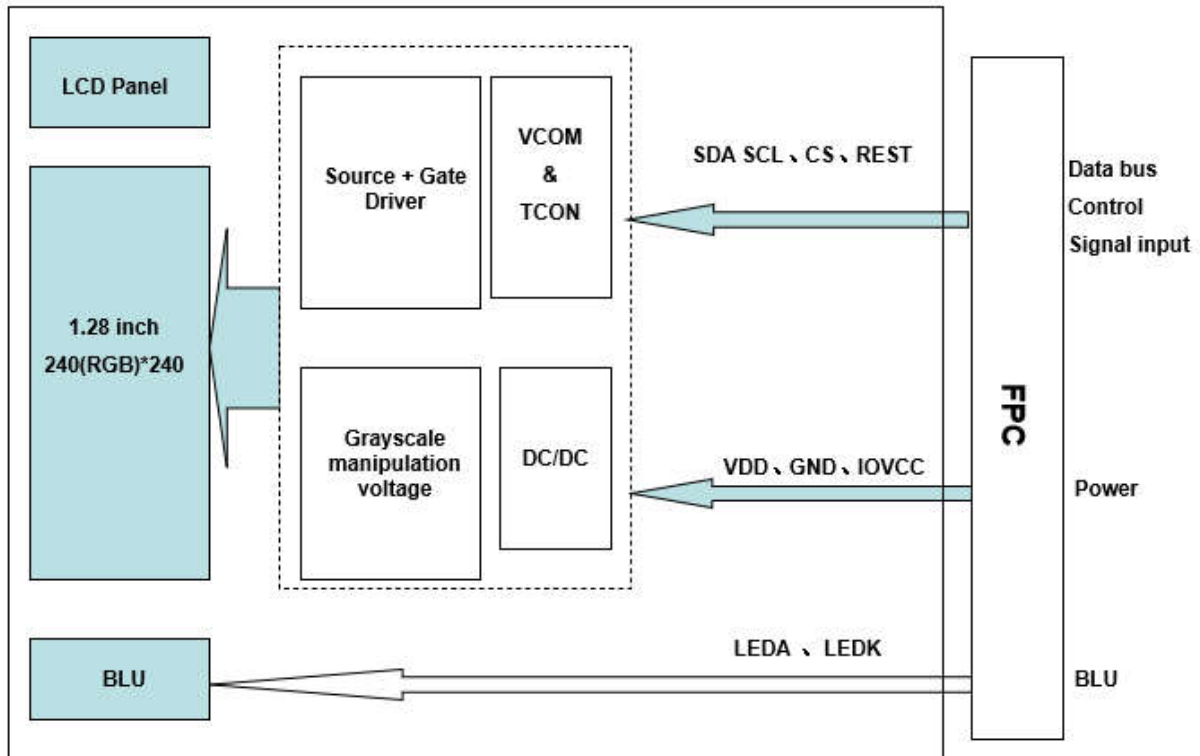 LCD Panel
1.28 inch
240(RGB)*240
BLU
Source + Gate
Driver
VCOM
&
TCON
Grayscale
manipulation
voltage
DC/DC
SDA SCL、CS、REST
VDD、GND、IOVCC
LEDA 、LEDK
FPC
Data bus
Control
Signal input
Power
BLU